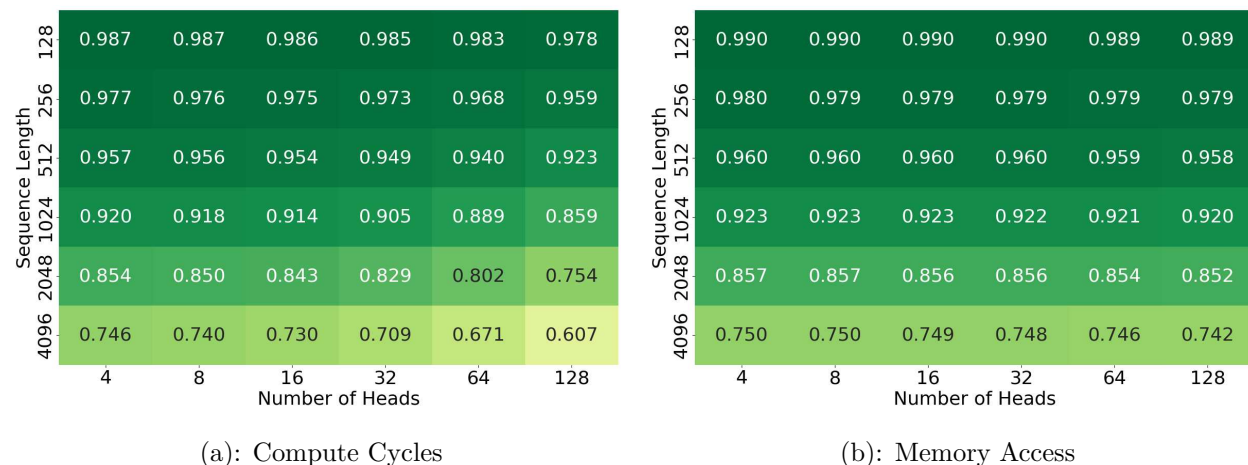 Sequence Length
128 0.987 0.987 0.986 0.985 0.983 0.978
256 0.977 0.976 0.975 0.973 0.968 0.959
512 0.957 0.956 0.954 0.949 0.940 0.923
1024 0.920 0.918 0.914 0.905 0.889 0.859
2048 0.854 0.850 0.843 0.829 0.802 0.754
4096 0.746 0.740 0.730 0.709 0.671 0.607
4 8 16 32 64 128
Number of Heads
(a): Compute Cycles
Sequence Length
128 0.990 0.990 0.990 0.990 0.989 0.989
256 0.980 0.979 0.979 0.979 0.979 0.979
512 0.960 0.960 0.960 0.960 0.959 0.958
1024 0.923 0.923 0.923 0.922 0.921 0.920
2048 0.857 0.857 0.856 0.856 0.854 0.852
4096 0.750 0.750 0.749 0.748 0.746 0.742
4 8 16 32 64 128
Number of Heads
(b): Memory Access